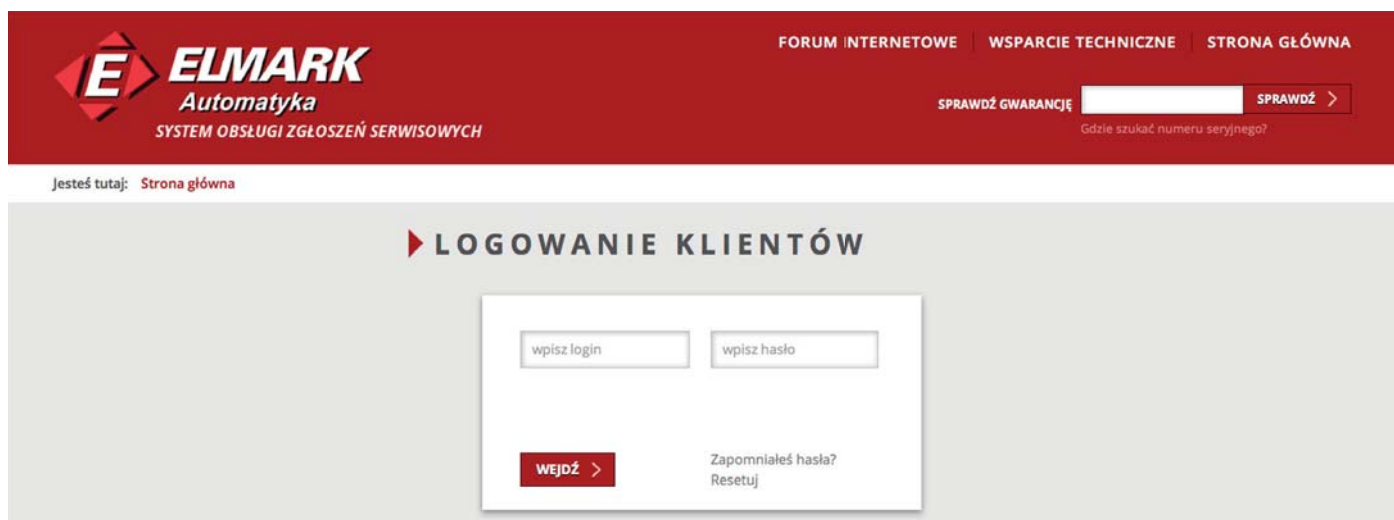 E ELMARK
Automatyka
SYSTEM OBSŁUGI ZGŁOSZEŃ SERWISOWYCH
FORUM INTERNETOWE WSPARCIE TECHNICZNE STRONA GŁÓWNA
SPRAWDŹ GWARANCJĘ SPRAWDŹ >
Gdzie szukać numeru seryjnego?
Jesteś tutaj: Strona główna
LOGOWANIE KLIENTÓW
wpisz login wpisz hasło
WEJDŹ >
Zapomniałeś hasła?
Resetuj